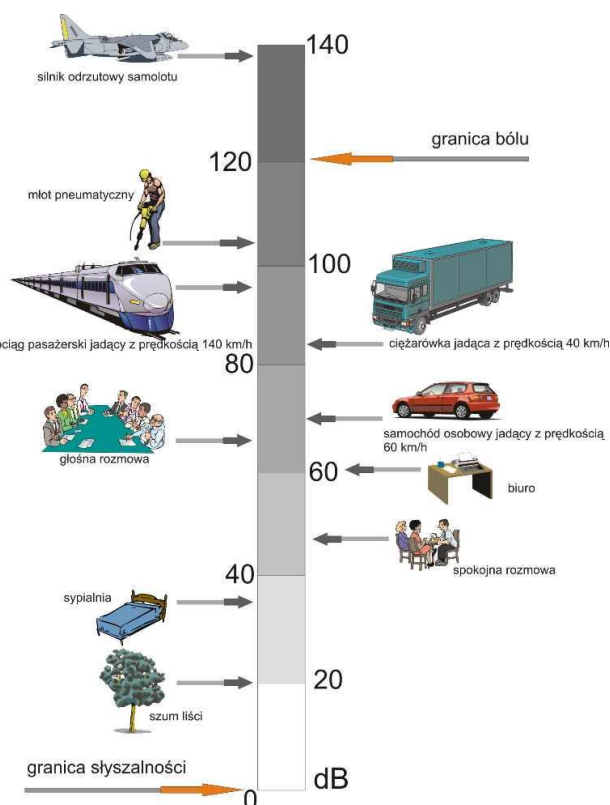 140
silnik odrzutowy samolotu
granica bólu
120
młot pneumatyczny
100
ociąg pasażerski jadący z prędkością 140 km/h
ciężarówka jadąca z prędkością 40 km/h
80
samochód osobowy jadący z prędkością
60 km/h
głośna rozmowa
60
biuro
spokojna rozmowa
40
sypialnia
20
szum liści
granica słyszalności
dB
0